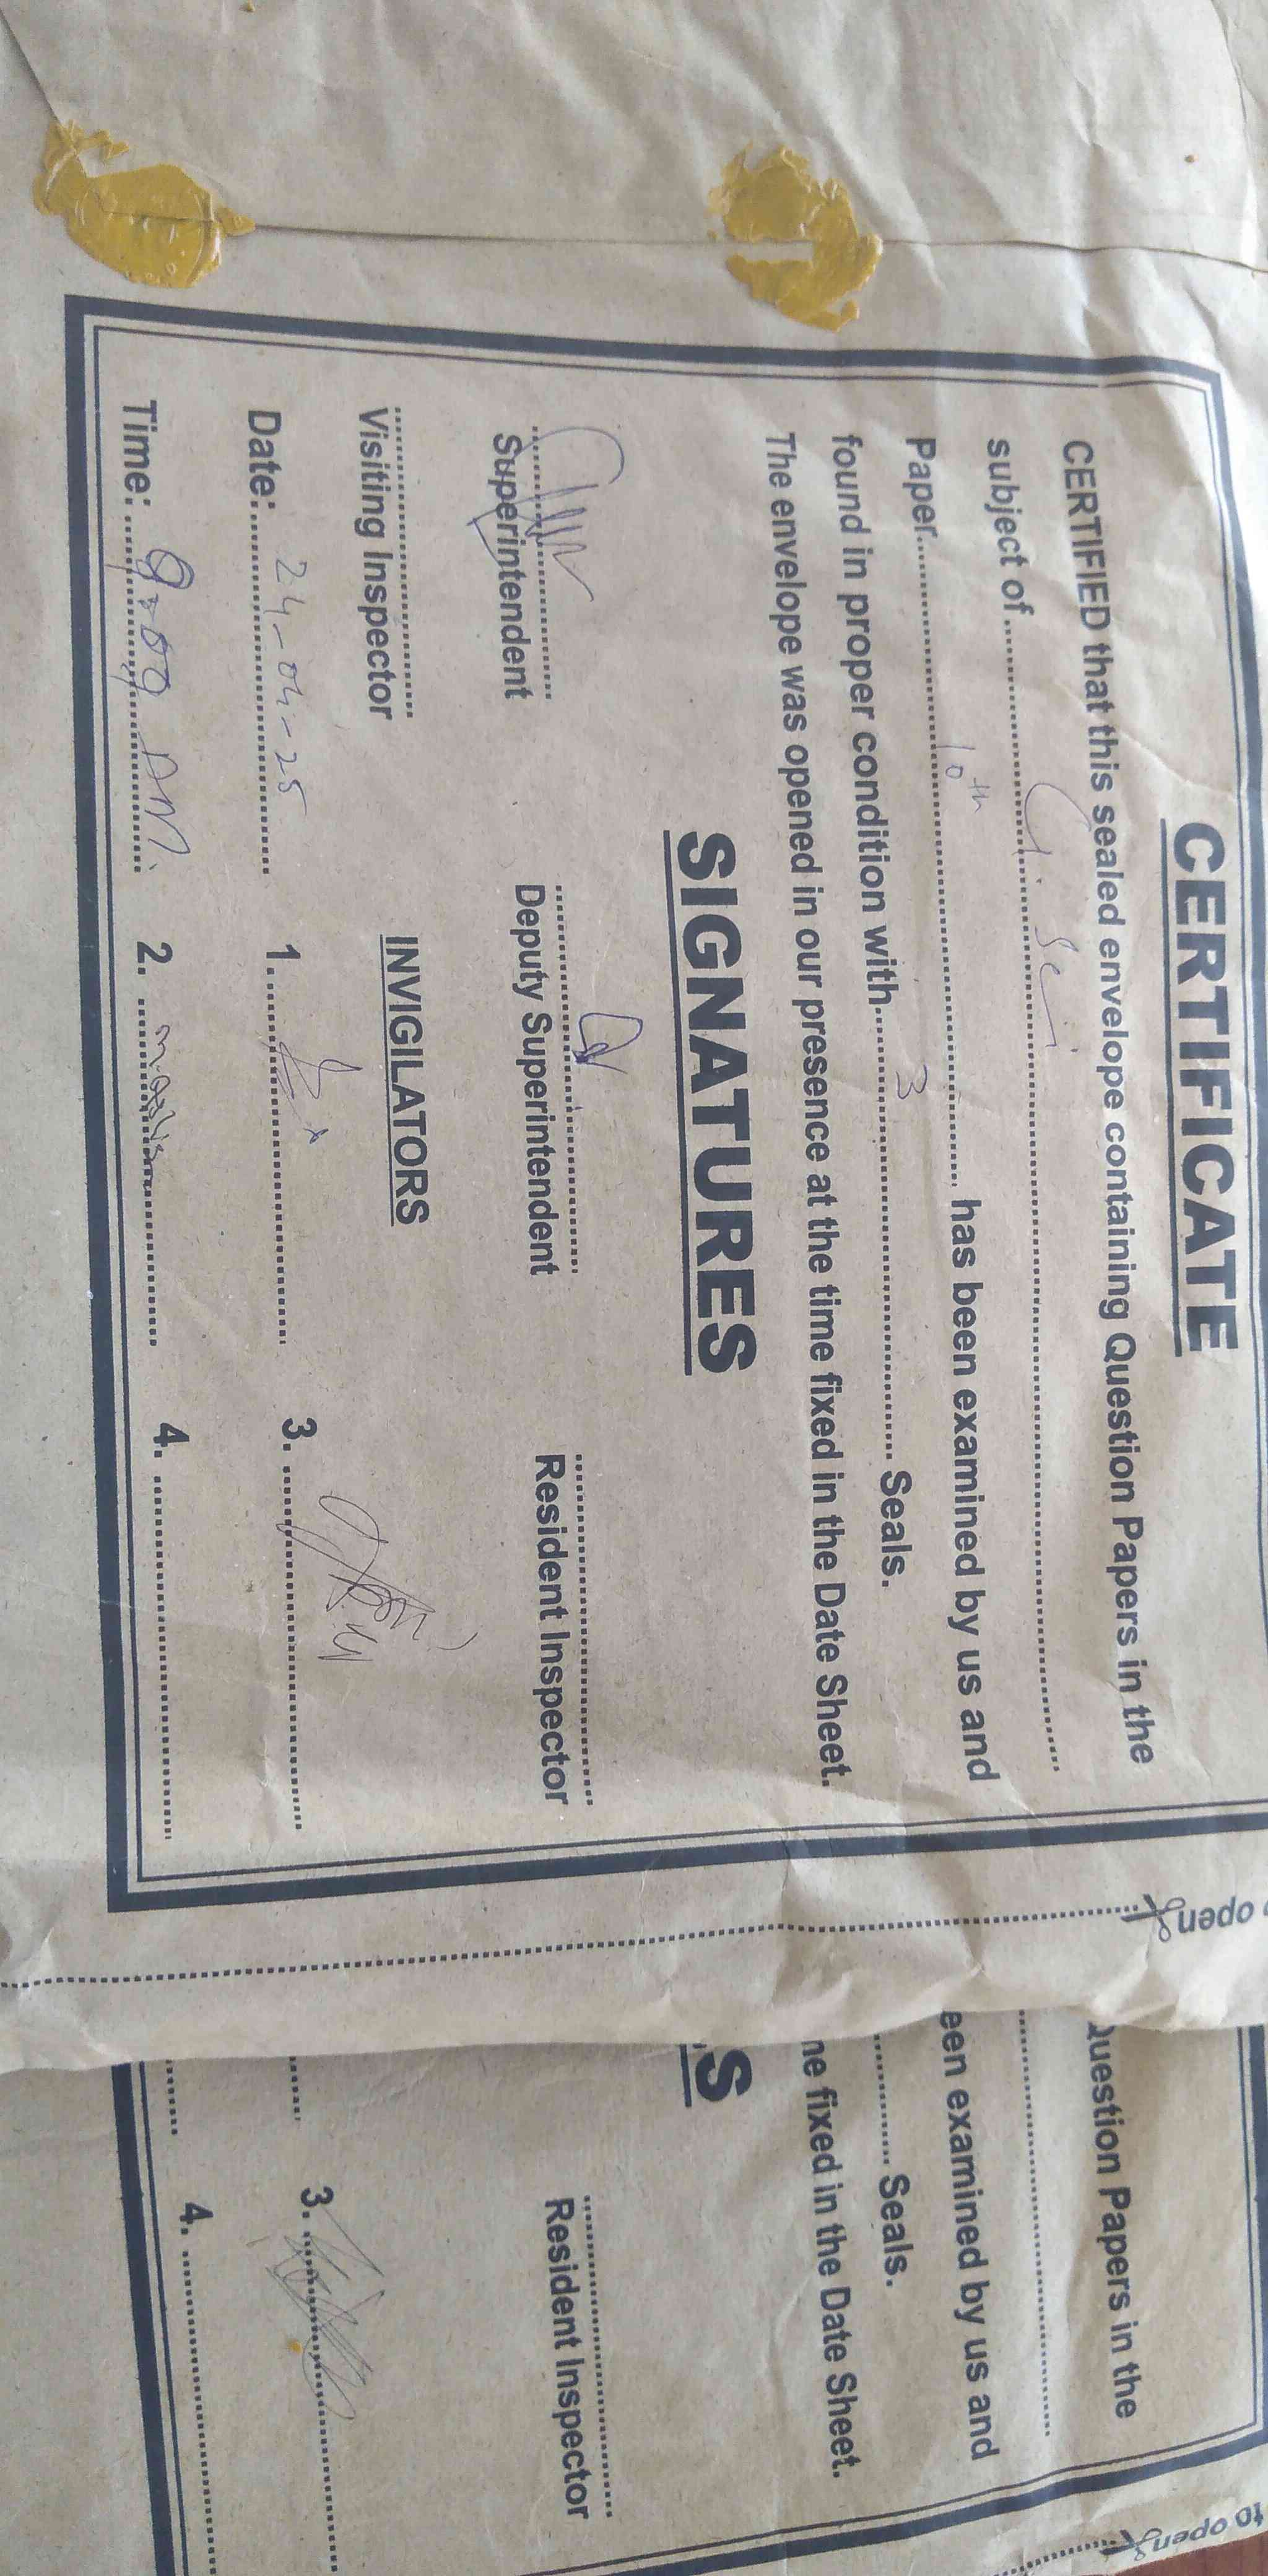 CERTIFICATE
CERTIFIED that this sealed envelope containing Question Papers in the
subject of ........................
Paper........ 10th ........ has been examined by us and
found in proper condition with........ 3 ........ Seals.
The envelope was opened in our presence at the time fixed in the Date Sheet.
SIGNATURES
Superintendent Deputy Superintendent Resident Inspector
Visiting Inspector INVIGILATORS
Date: 24-04-25 1. 3.
Time: 9:00 AM. 2. 4.
open
Question Papers in the
een examined by us and
Seals.
ne fixed in the Date Sheet.
S
Resident Inspector
3.
4.
to open